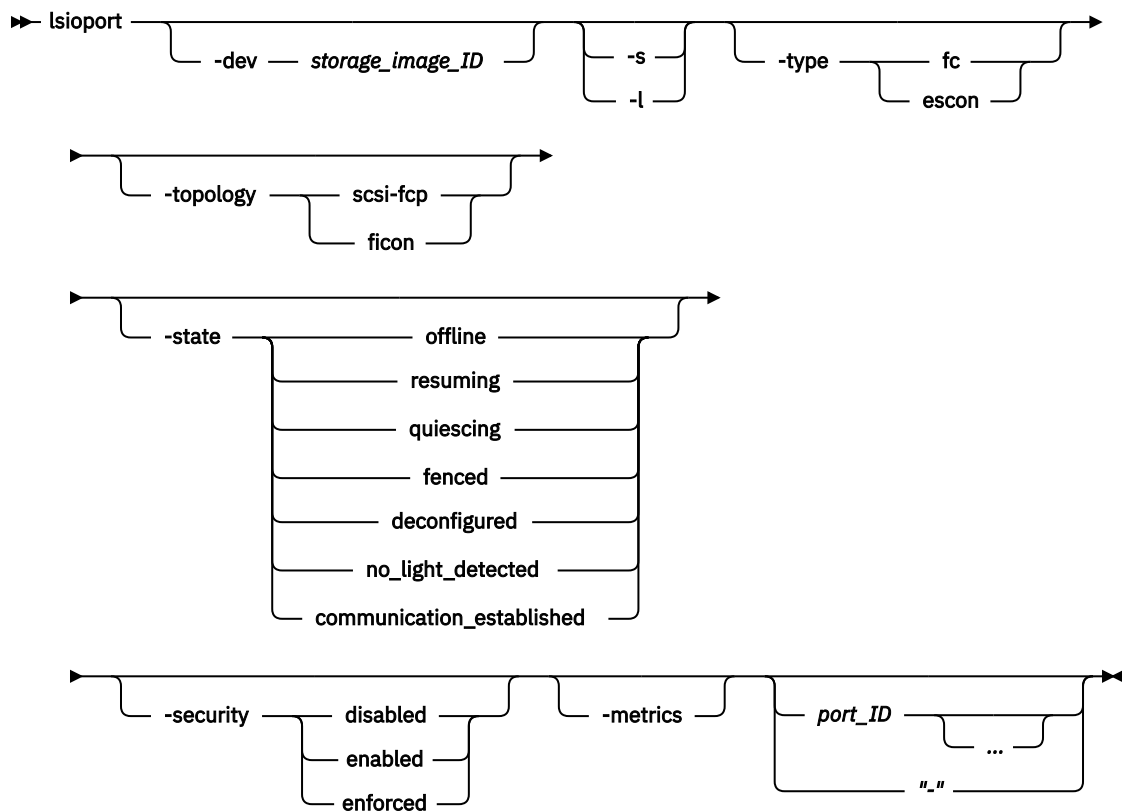 lsioport
-dev storage_image_ID -s -type fc
-l escon
-topology scsi-fcp
ficon
-state offline
resuming
quiescing
fenced
deconfigured
no_light_detected
communication_established
-security disabled -metrics port_ID
enabled ...
"-"
enforced